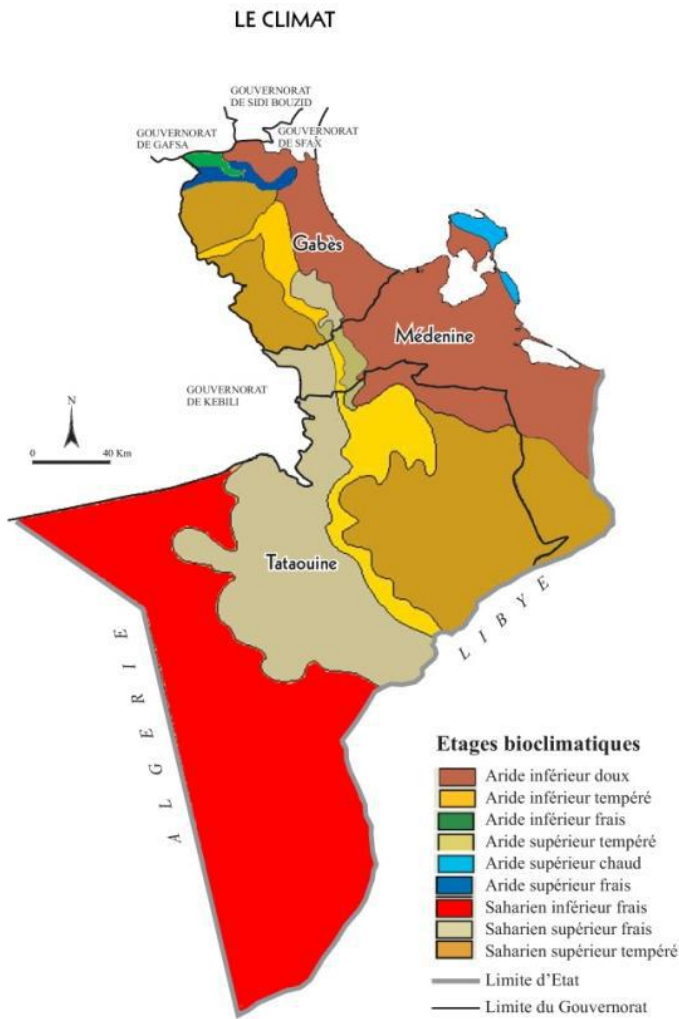 LE CLIMAT
GOUVERNORAT
DE SIDI BOUZID
GOUVERNORAT
DE GAFSA
GOUVERNORAT
DE SFAX
Gabès
Médenine
GOUVERNORAT
DE KEBILI
N
0 40 Km
Tataouine
ALGERIE
LIBYE
Etages bioclimatiques
Aride inférieur doux
Aride inférieur tempéré
Aride inférieur frais
Aride supérieur tempéré
Aride supérieur chaud
Aride supérieur frais
Saharien inférieur frais
Saharien supérieur frais
Saharien supérieur tempéré
Limite d'Etat
Limite du Gouvernorat